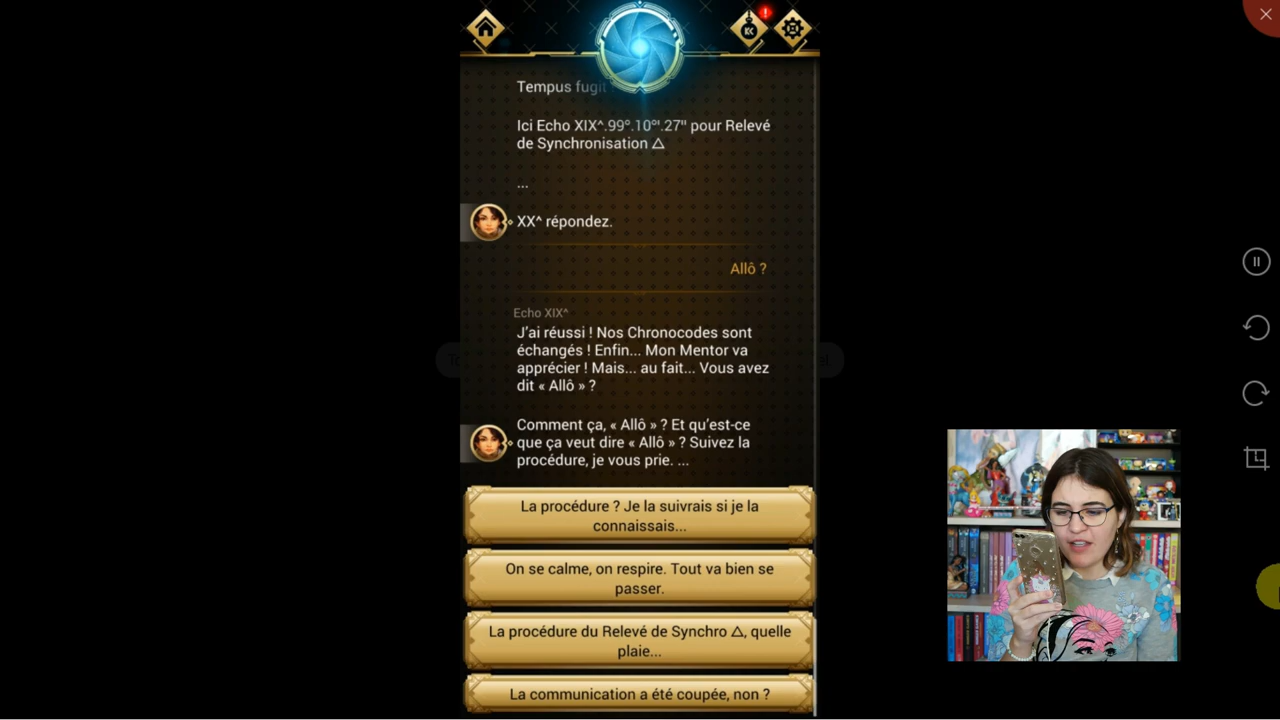 Tempus fugit
Ici Echo XIX^.99°.10°'.27" pour Relevé
de Synchronisation △
...
XX^ répondez.
Allô ?
Echo XIX^
J'ai réussi ! Nos Chronocodes sont
échangés ! Enfin... Mon Mentor va
apprécier ! Mais... au fait... Vous avez
dit « Allô » ?
Comment ça, « Allô » ? Et qu'est-ce
que ça veut dire « Allô » ? Suivez la
procédure, je vous prie. ...
La procédure ? Je la suivrais si je la
connaissais...
On se calme, on respire. Tout va bien se
passer.
La procédure du Relevé de Synchro △, quelle
plaie...
La communication a été coupée, non ?